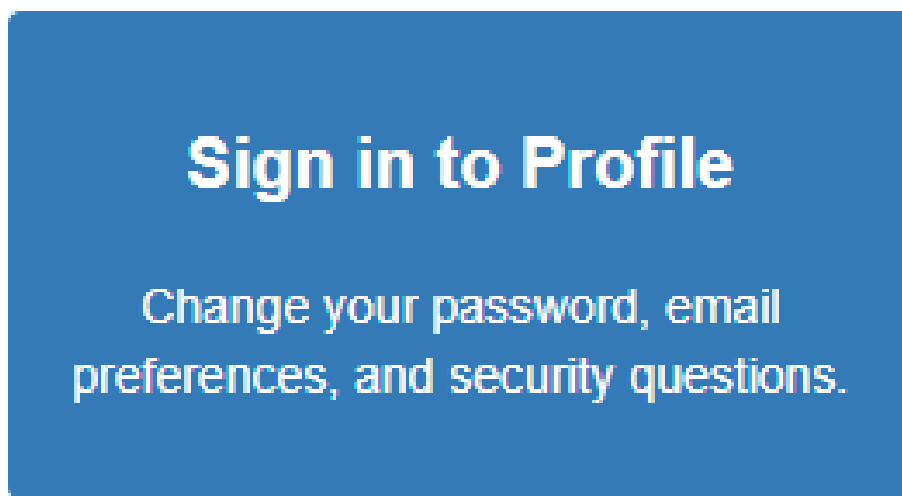 Sign in to Profile
Change your password, email
preferences, and security questions.